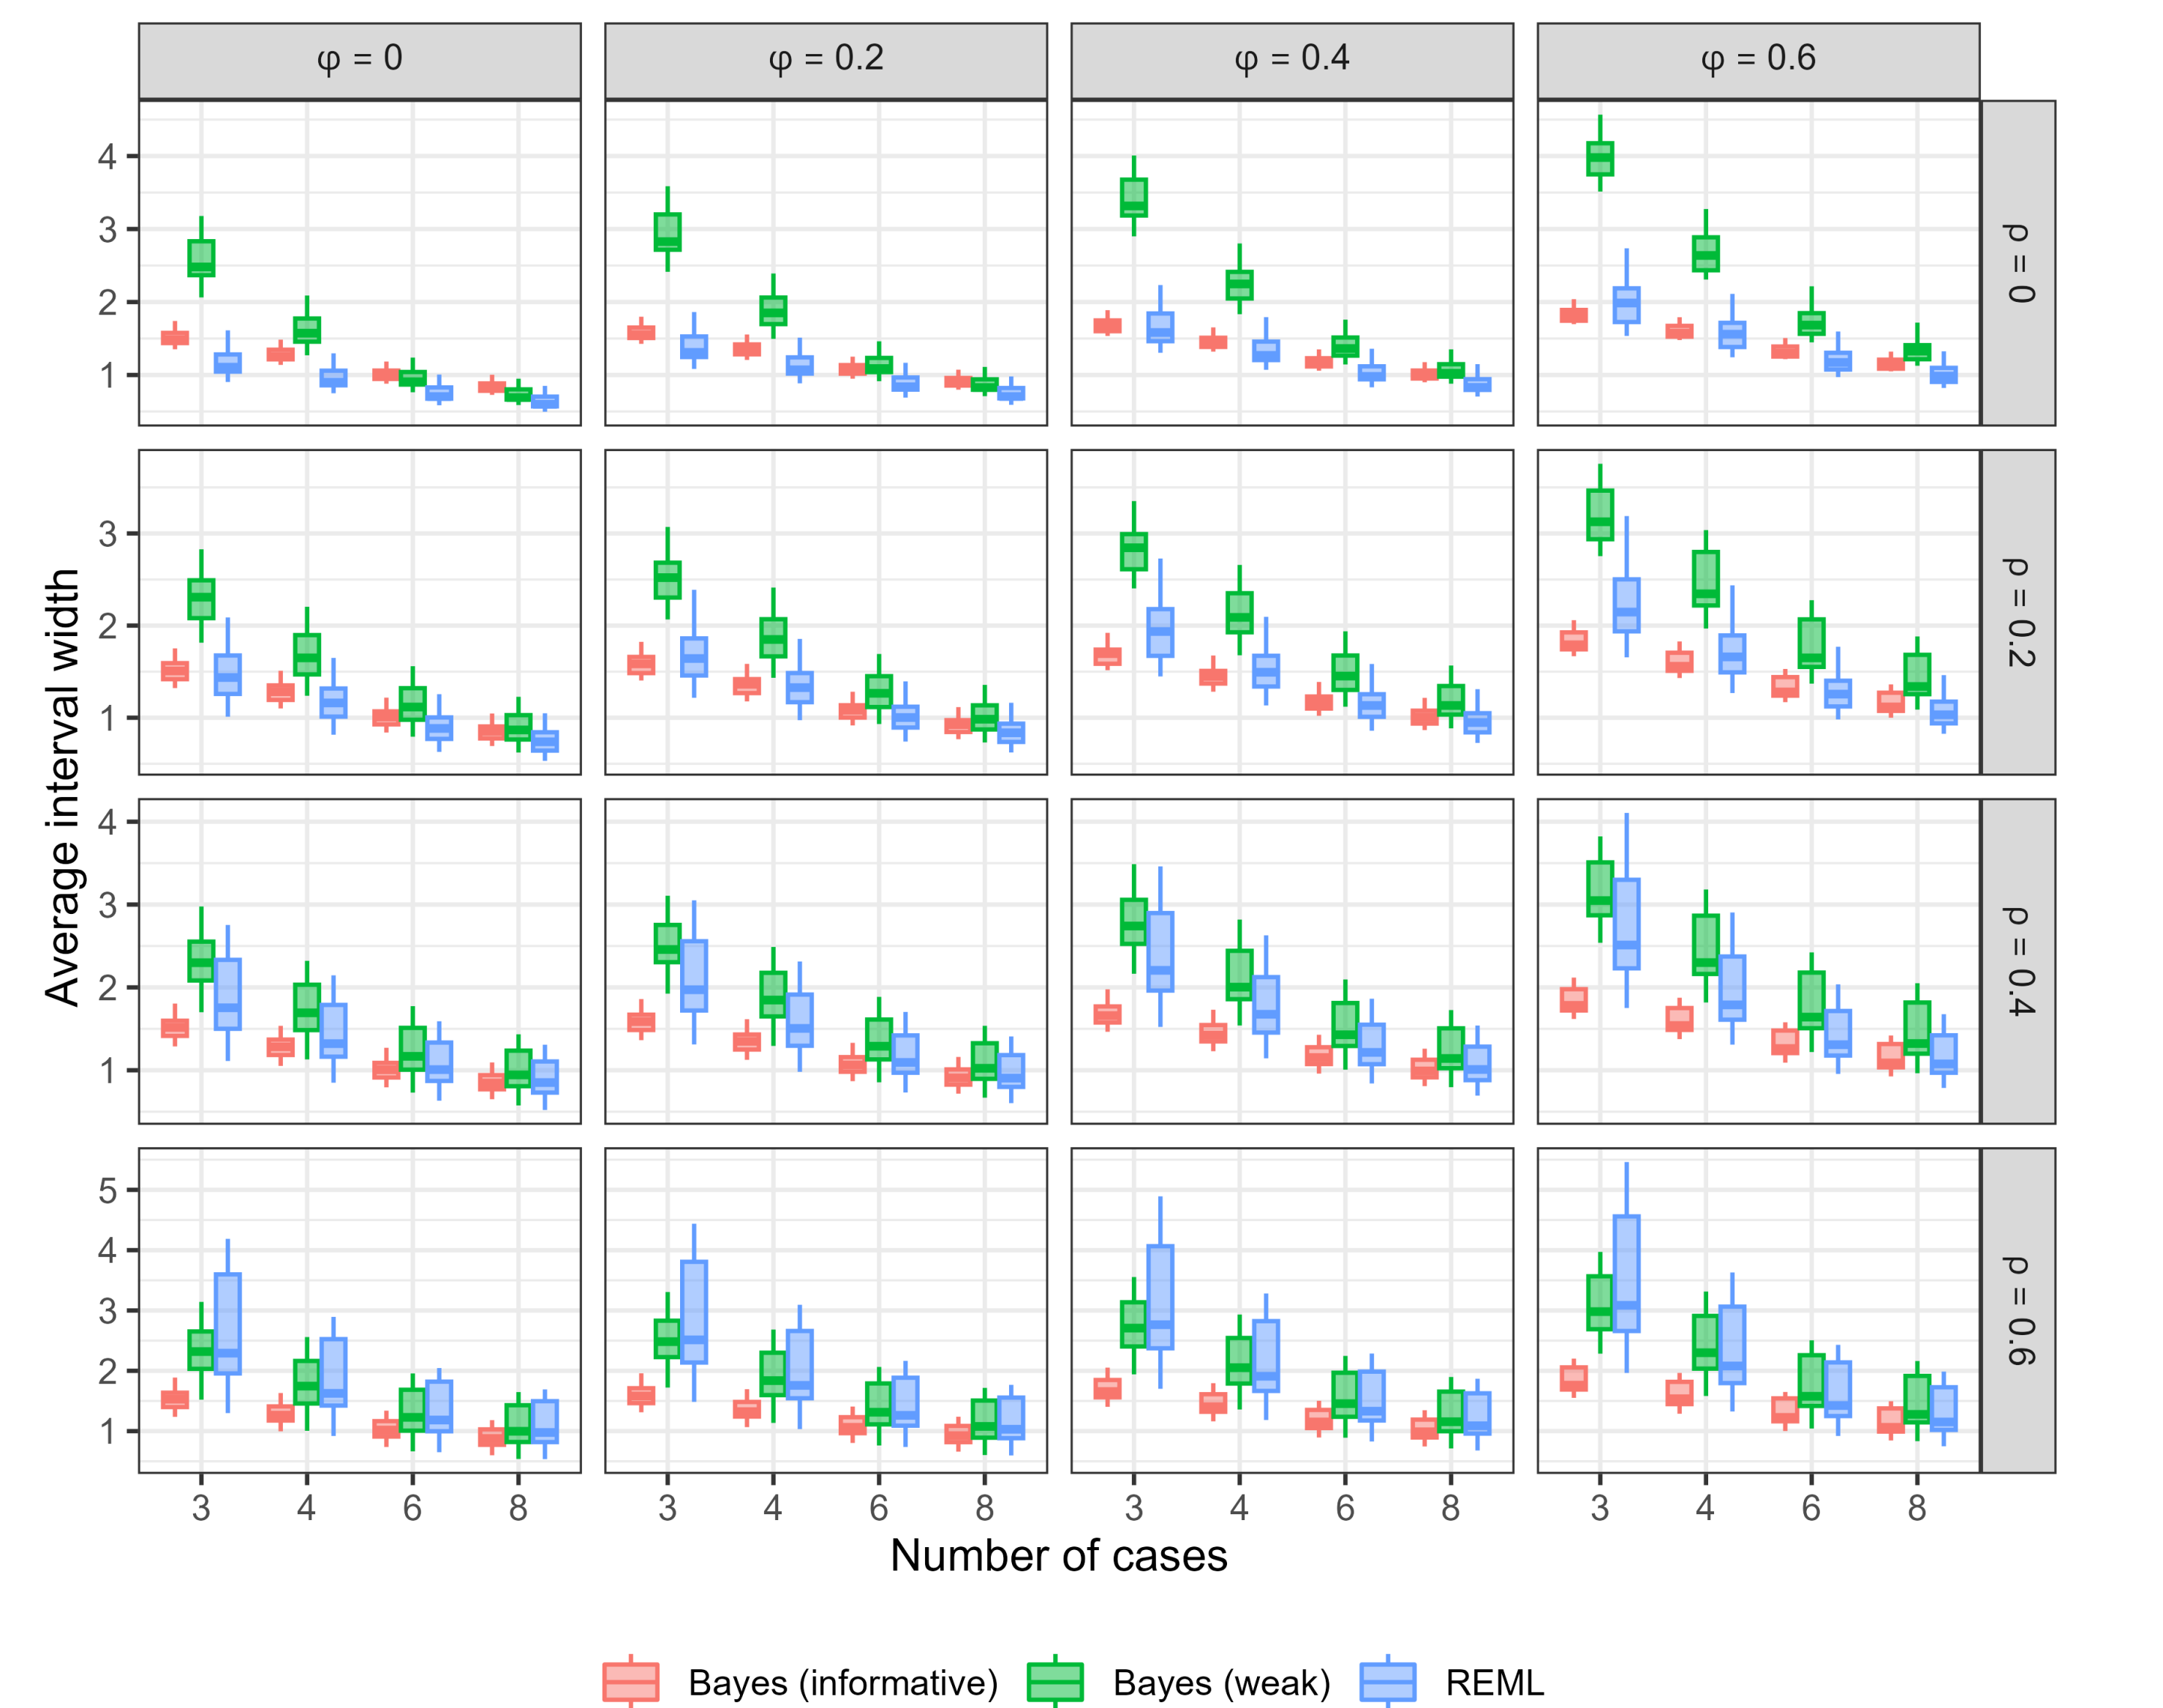 φ = 0
φ = 0.2
φ = 0.4
φ = 0.6
4
3
2
1
ρ = 0
3
2
1
ρ = 0.2
4
3
2
1
ρ = 0.4
5
4
3
2
1
ρ = 0.6
Average interval width
3 4 6 8
3 4 6 8
3 4 6 8
3 4 6 8
Number of cases
Bayes (informative) Bayes (weak) REML